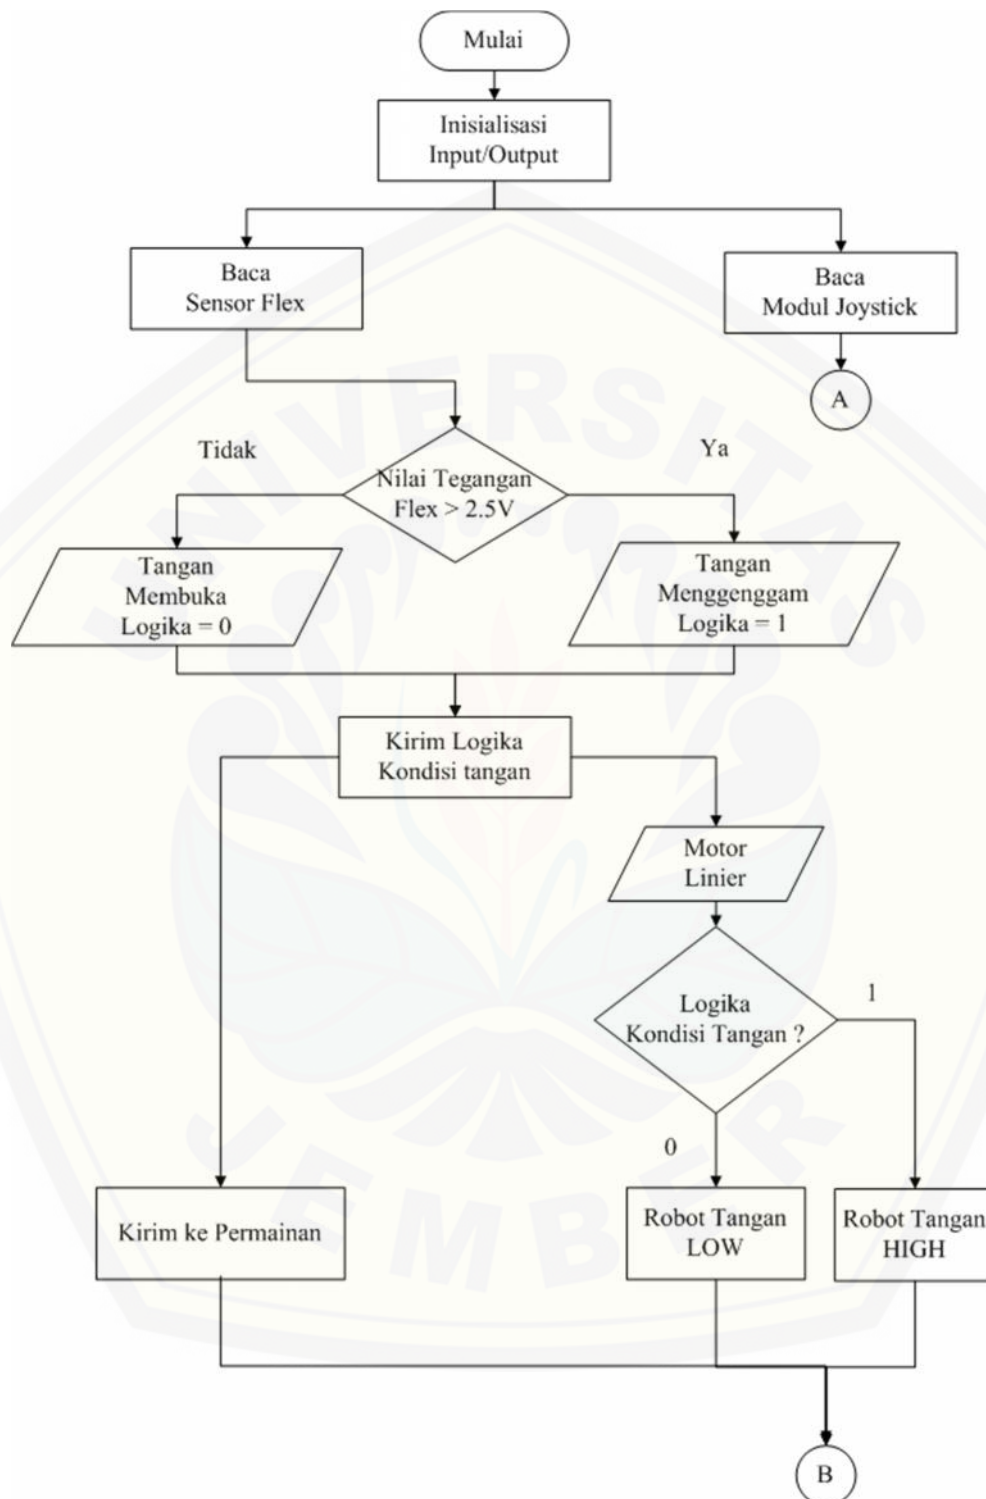 Mulai
Inisialisasi
Input/Output
Baca
Sensor Flex
Baca
Modul Joystick
A
Tidak
Nilai Tegangan
Flex > 2.5V
Ya
Tangan
Membuka
Logika = 0
Tangan
Menggenggam
Logika = 1
Kirim Logika
Kondisi tangan
Motor
Linier
Logika
Kondisi Tangan ?
1
0
Kirim ke Permainan
Robot Tangan
LOW
Robot Tangan
HIGH
B
UNIVERSITAS
JEMBER